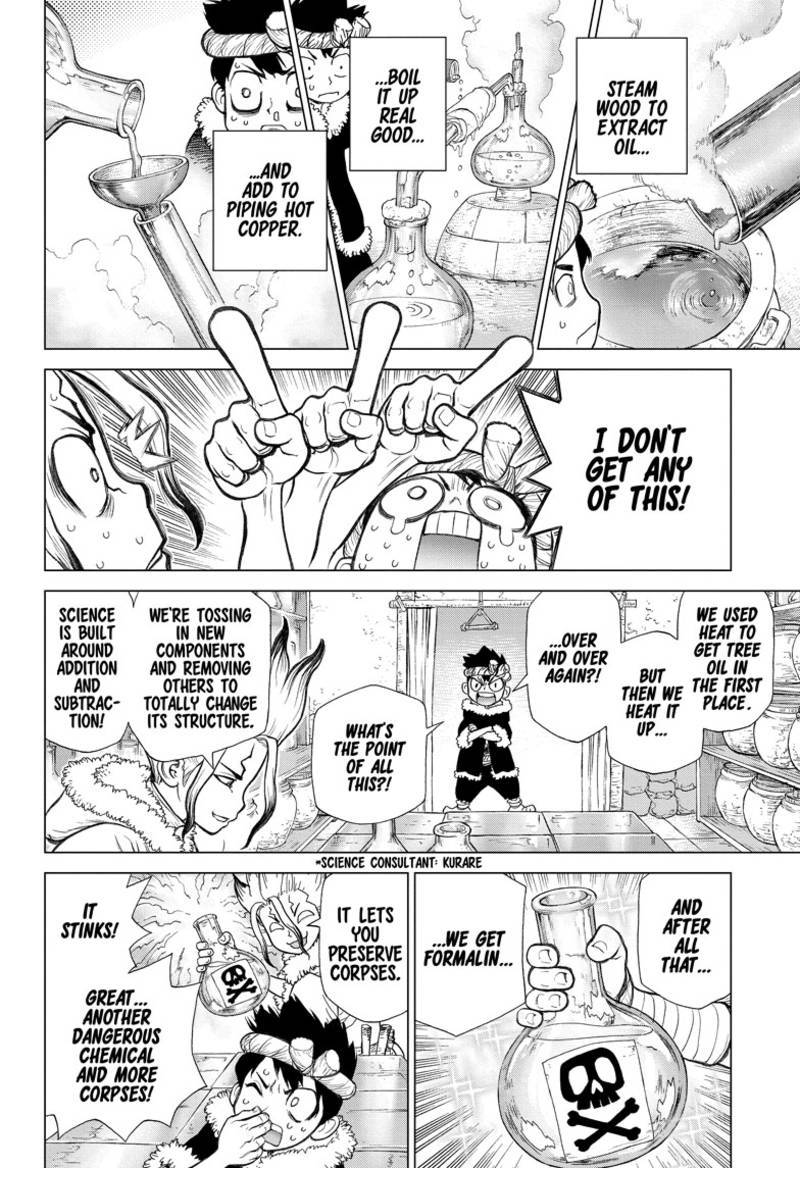 STEAM
WOOD TO
EXTRACT
OIL...
...BOIL
IT UP
REAL
GOOD...
...AND
ADD TO
PIPING HOT
COPPER.
I DON'T
GET ANY
OF THIS!
WE USED
HEAT TO
GET TREE
OIL IN
THE FIRST
PLACE.
BUT
THEN WE
HEAT IT
UP...
...OVER
AND OVER
AGAIN?!
WHAT'S
THE POINT
OF ALL
THIS?!
WE'RE TOSSING
IN NEW
COMPONENTS
AND REMOVING
OTHERS TO
TOTALLY CHANGE
ITS STRUCTURE.
SCIENCE
IS BUILT
AROUND
ADDITION
AND
SUBTRAC-
TION!
*SCIENCE CONSULTANT: KURARE
AND
AFTER
ALL
THAT...
...WE GET
FORMALIN...
IT LETS
YOU
PRESERVE
CORPSES.
IT
STINKS!
GREAT...
ANOTHER
DANGEROUS
CHEMICAL
AND MORE
CORPSES!